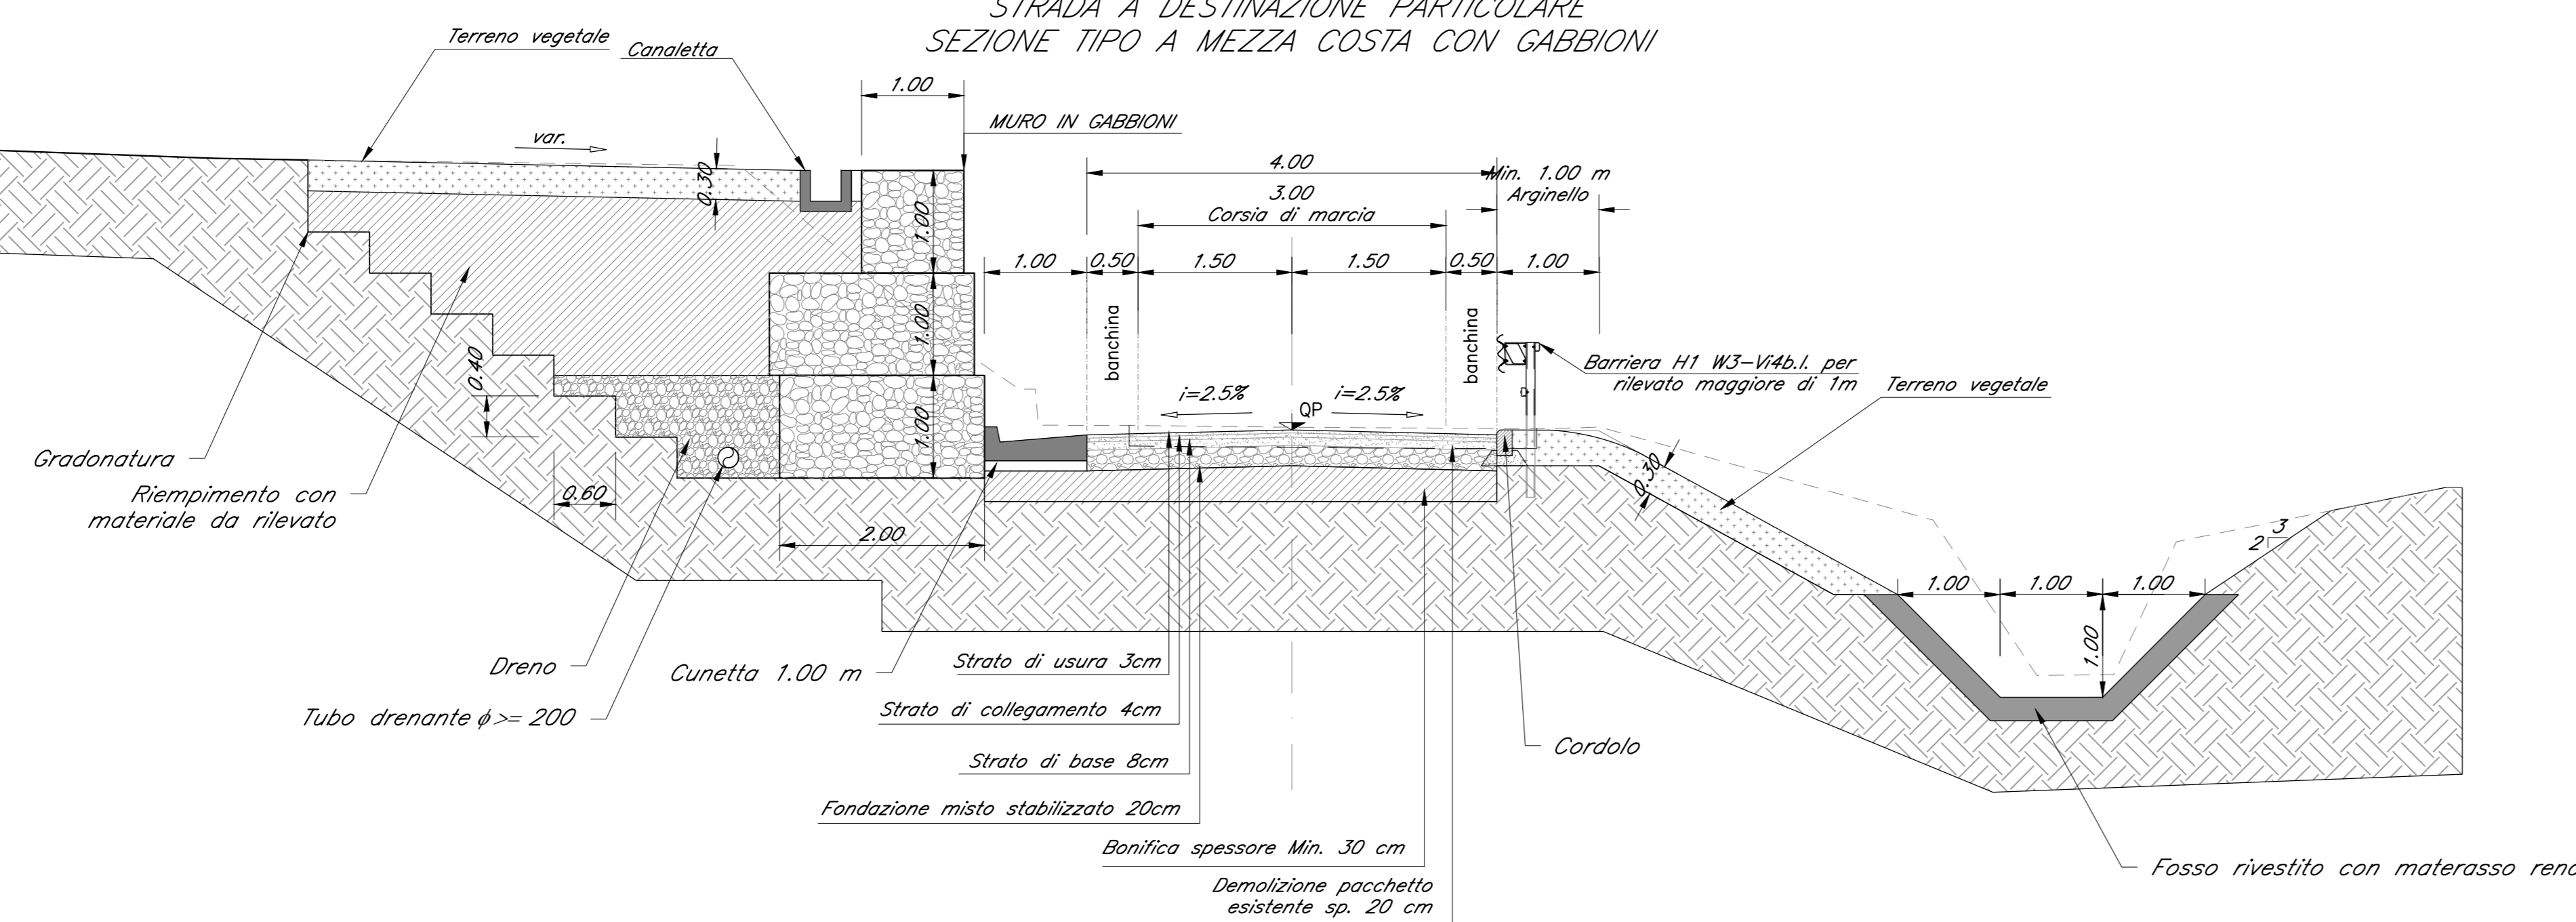 STRADA A DESTINAZIONE PARTICOLARE
SEZIONE TIPO A MEZZA COSTA CON GABBIONI
Terreno vegetale
Canaletta
1.00
MURO IN GABBIONI
var.
0.30
4.00
Min. 1.00 m
Arginello
3.00
Corsia di marcia
1.00
1.00
0.50
1.50
1.50
0.50
1.00
1.00
banchina
banchina
0.40
Barriera H1 W3-Vi4b.l. per
rilevato maggiore di 1m
Terreno vegetale
i=2.5%
QP
i=2.5%
1.00
Gradonatura
Riempimento con
materiale da rilevato
0.60
0.30
2.00
3
2
1.00
1.00
1.00
1.00
Dreno
Cunetta 1.00 m
Strato di usura 3cm
Tubo drenante ϕ>= 200
Strato di collegamento 4cm
Cordolo
Strato di base 8cm
Fondazione misto stabilizzato 20cm
Bonifica spessore Min. 30 cm
Fosso rivestito con materasso reno
Demolizione pacchetto
esistente sp. 20 cm